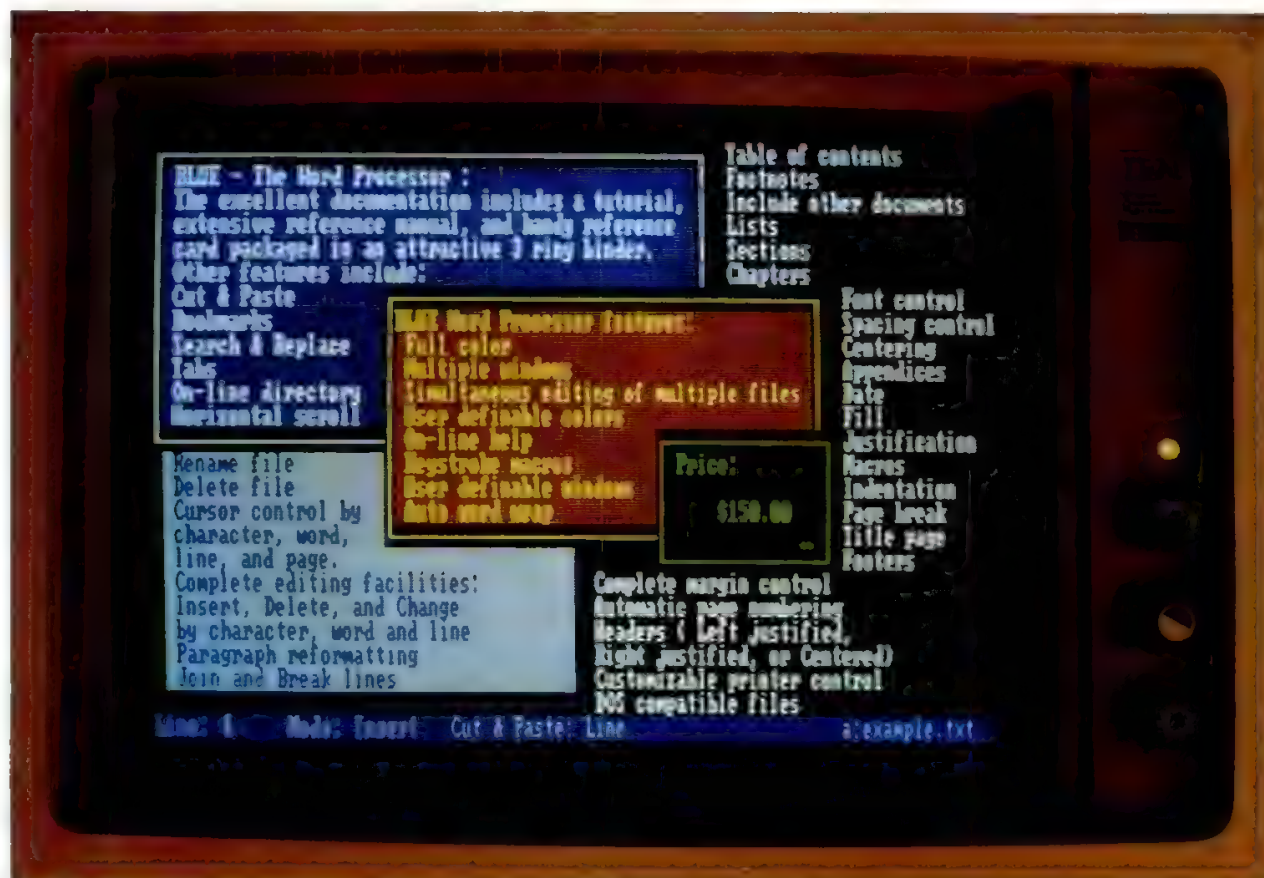 BLUE - The Word Processor :
The excellent documentation includes a tutorial,
extensive reference manual, and handy reference
card packaged in an attractive 3 ring binder.
Other features include:
Cut & Paste
Bookmarks
Search & Replace
Tabs
On-line directory
Horizontal scroll
Table of contents
Footnotes
Include other documents
Lists
Sections
Chapters
BLUE Word Processor features:
Full color
Multiple windows
Simultaneous editing of multiple files
User definable colors
On-line help
Keystroke macros
User definable windows
Auto word wrap
Font control
Spacing control
Centering
Appendices
Date
Fill
Justification
Macros
Indentation
Page break
Title page
Footers
Price:
$150.00
Rename file
Delete file
Cursor control by
character, word,
line, and page.
Complete editing facilities:
Insert, Delete, and Change
by character, word and line
Paragraph reformatting
Join and Break lines
Complete margin control
Automatic page numbering
Headers ( Left justified,
Right justified, or Centered)
Customizable printer control
DOS compatible files
Line: 1 Mode: Insert Cut & Paste: Line a:example.txt